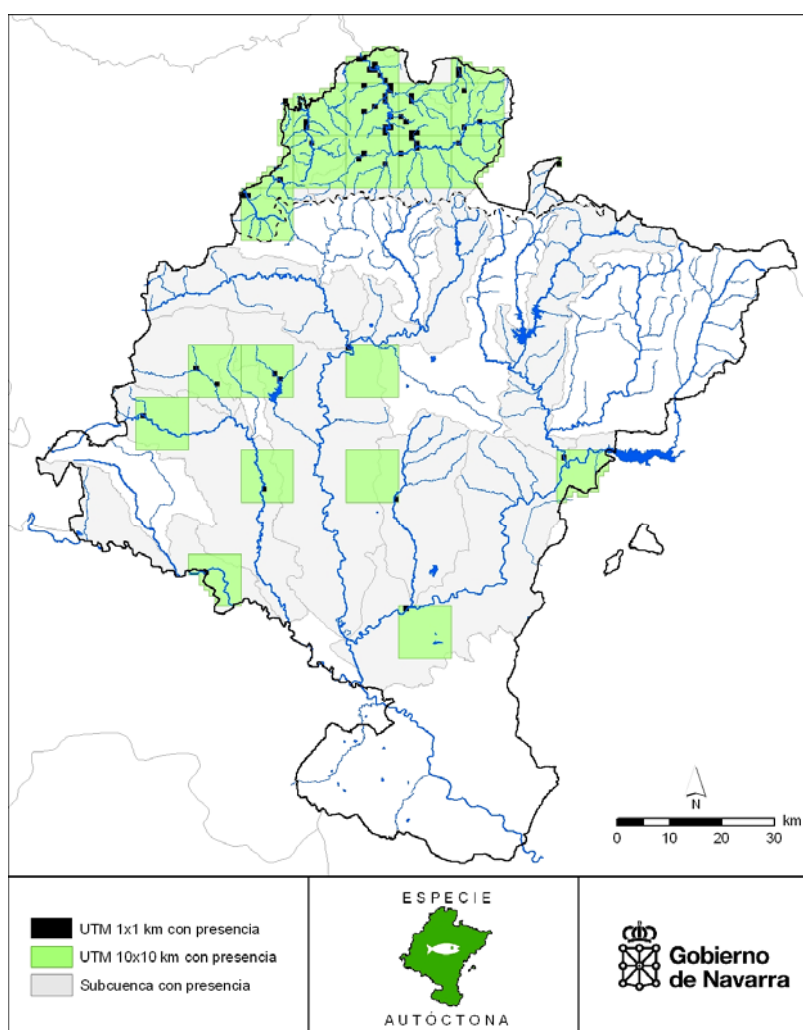 N
km
0 10 20 30
UTM 1x1 km con presencia
UTM 10x10 km con presencia
Subcuenca con presencia
ESPECIE
AUTÓCTONA
Gobierno
de Navarra